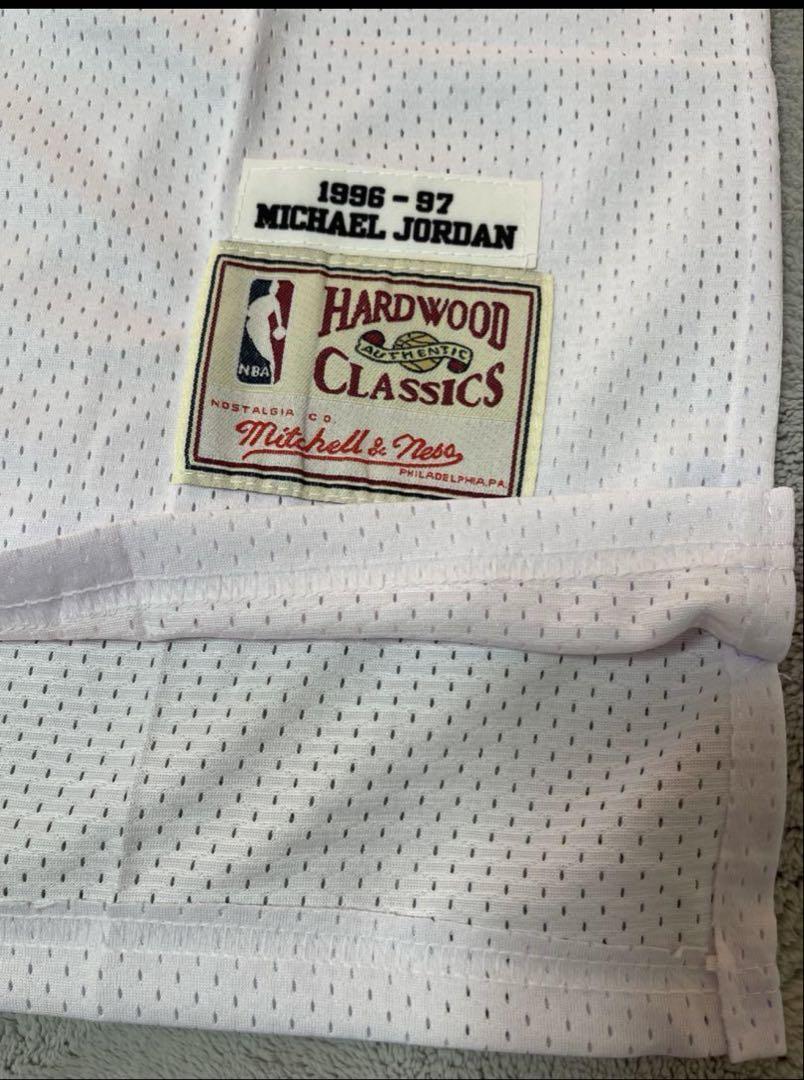 1996 - 97
MICHAEL JORDAN
HARDWOOD
AUTHENTIC
CLASSICS
NBA
NOSTALGIA CO.
Mitchell & Ness
PHILADELPHIA, PA.